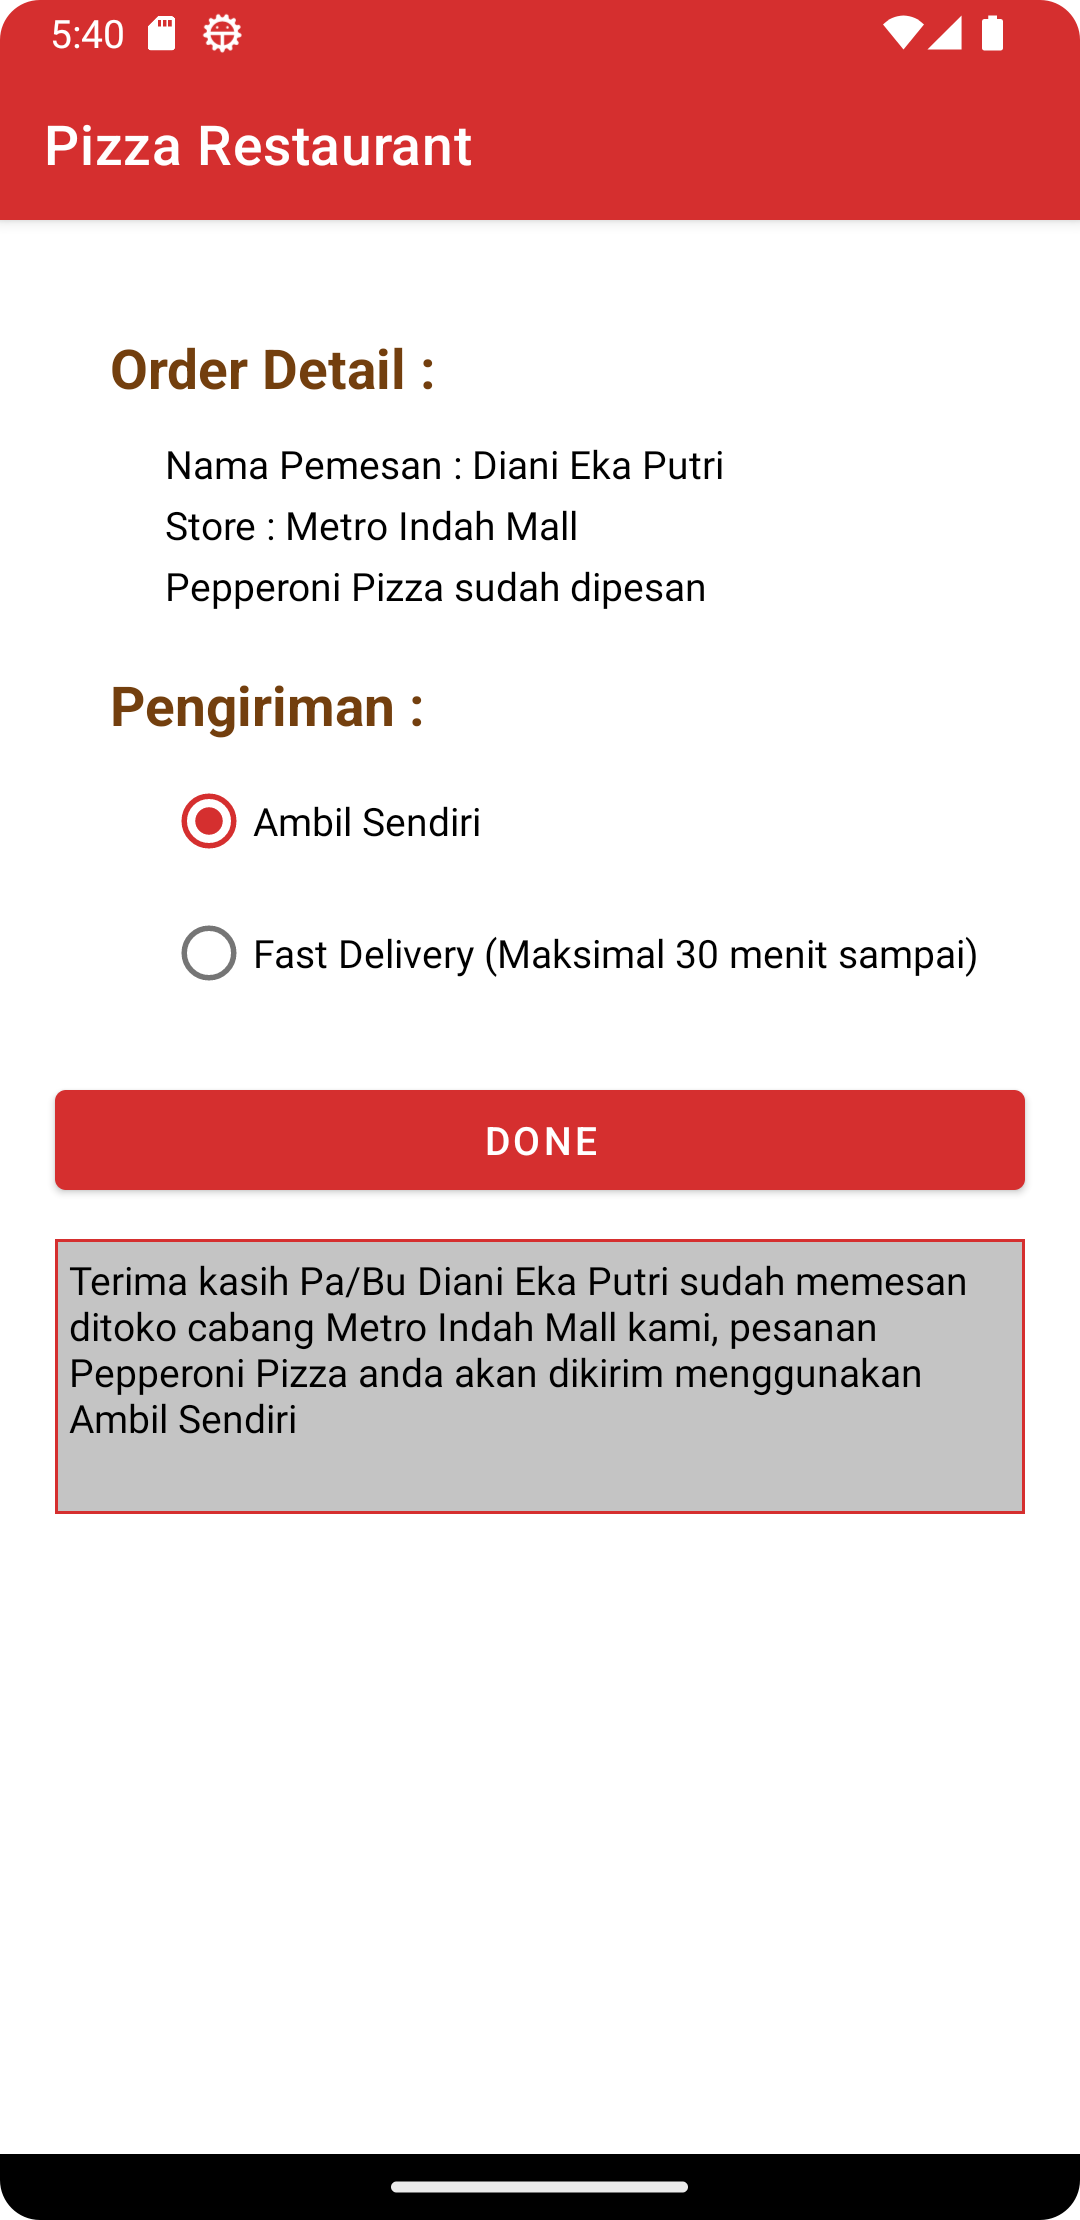 5:40
Pizza Restaurant
Order Detail :
Nama Pemesan : Diani Eka Putri
Store : Metro Indah Mall
Pepperoni Pizza sudah dipesan
Pengiriman :
Ambil Sendiri
Fast Delivery (Maksimal 30 menit sampai)
DONE
Terima kasih Pa/Bu Diani Eka Putri sudah memesan
ditoko cabang Metro Indah Mall kami, pesanan
Pepperoni Pizza anda akan dikirim menggunakan
Ambil Sendiri